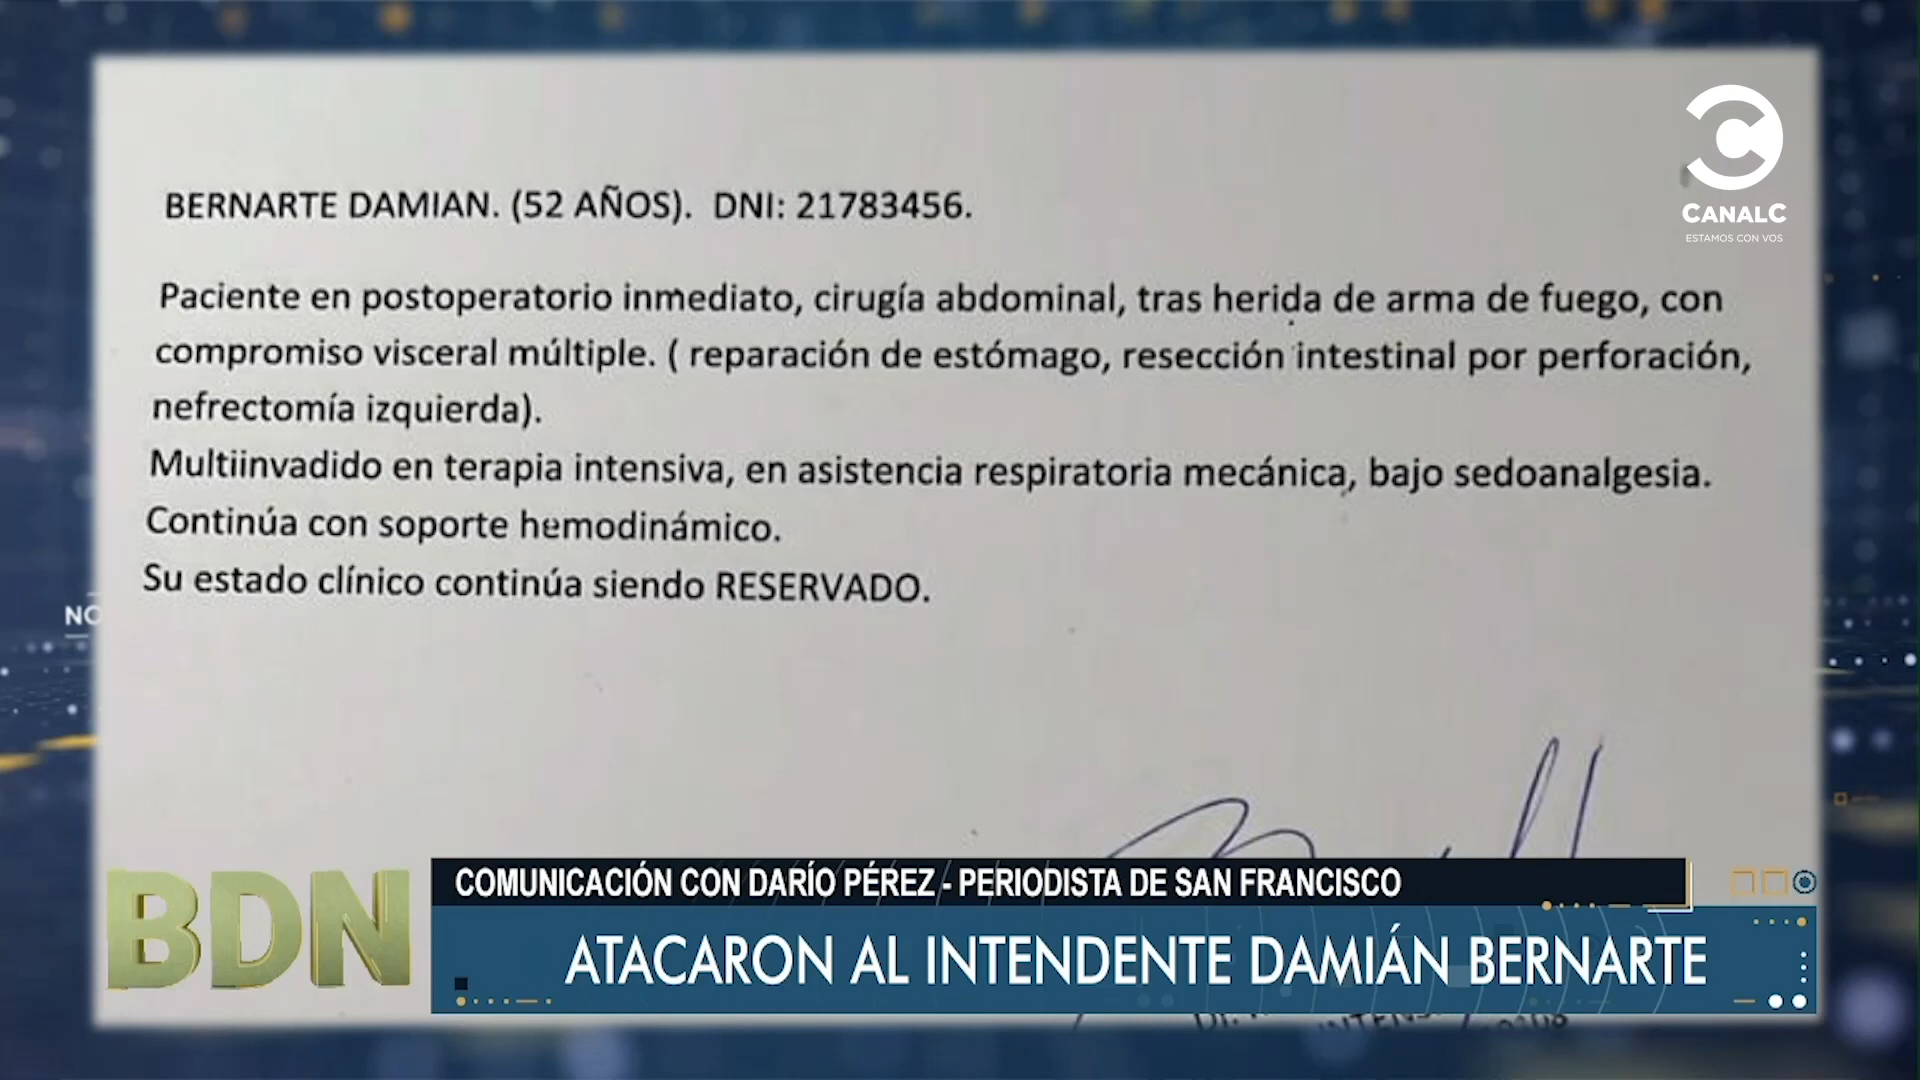 CANALC
ESTAMOS CON VOS
BERNARTE DAMIAN. (52 AÑOS).  DNI: 21783456.
Paciente en postoperatorio inmediato, cirugía abdominal, tras herida de arma de fuego, con
compromiso visceral múltiple. ( reparación de estómago, resección intestinal por perforación,
nefrectomía izquierda).
Multiinvadido en terapia intensiva, en asistencia respiratoria mecánica, bajo sedoanalgesia.
Continúa con soporte hemodinámico.
Su estado clínico continúa siendo RESERVADO.
NO
BDN
COMUNICACIÓN CON DARÍO PÉREZ - PERIODISTA DE SAN FRANCISCO
ATACARON AL INTENDENTE DAMIÁN BERNARTE